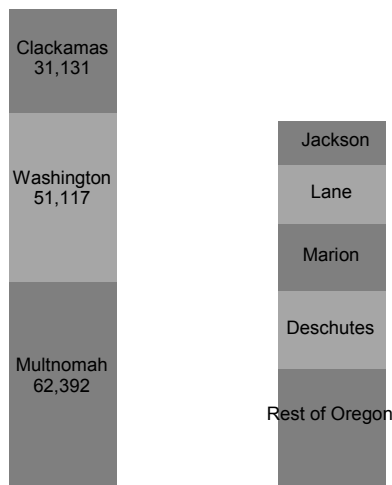 Clackamas
31,131
Washington
51,117
Multnomah
62,392
Jackson
Lane
Marion
Deschutes
Rest of Oregon